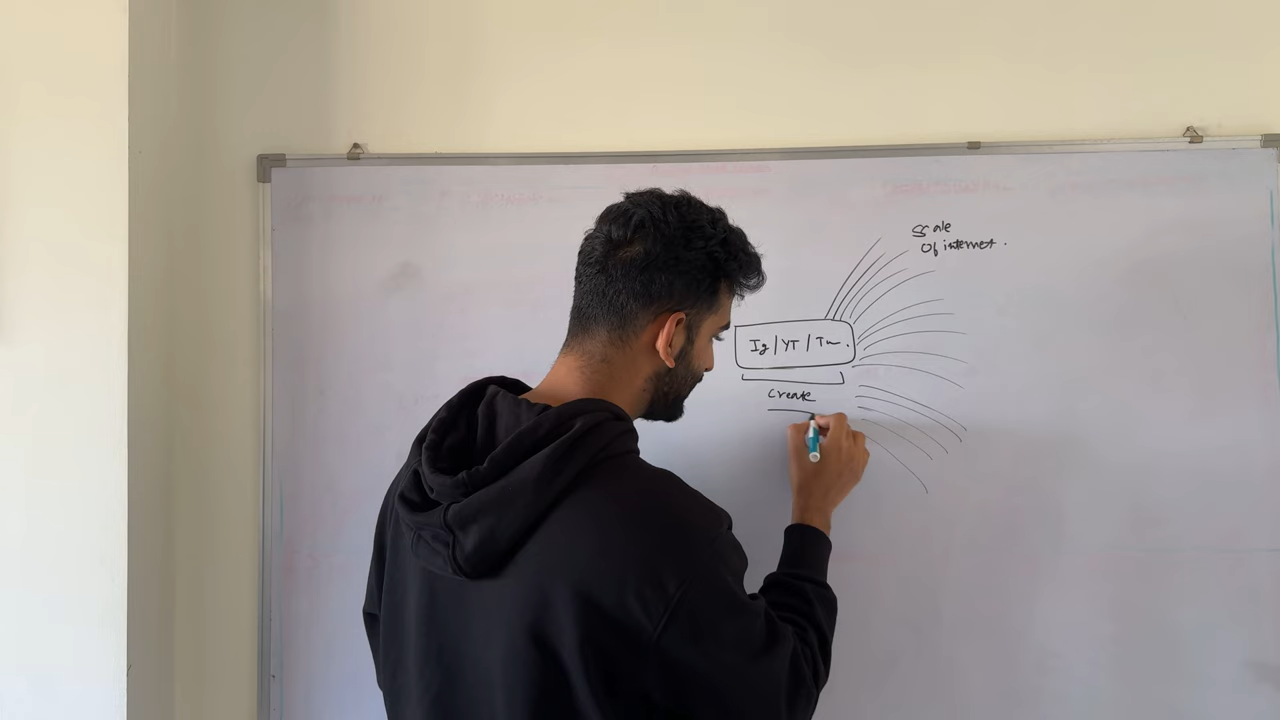 Scale
Of internet.
Ig / YT / Tw.
Create